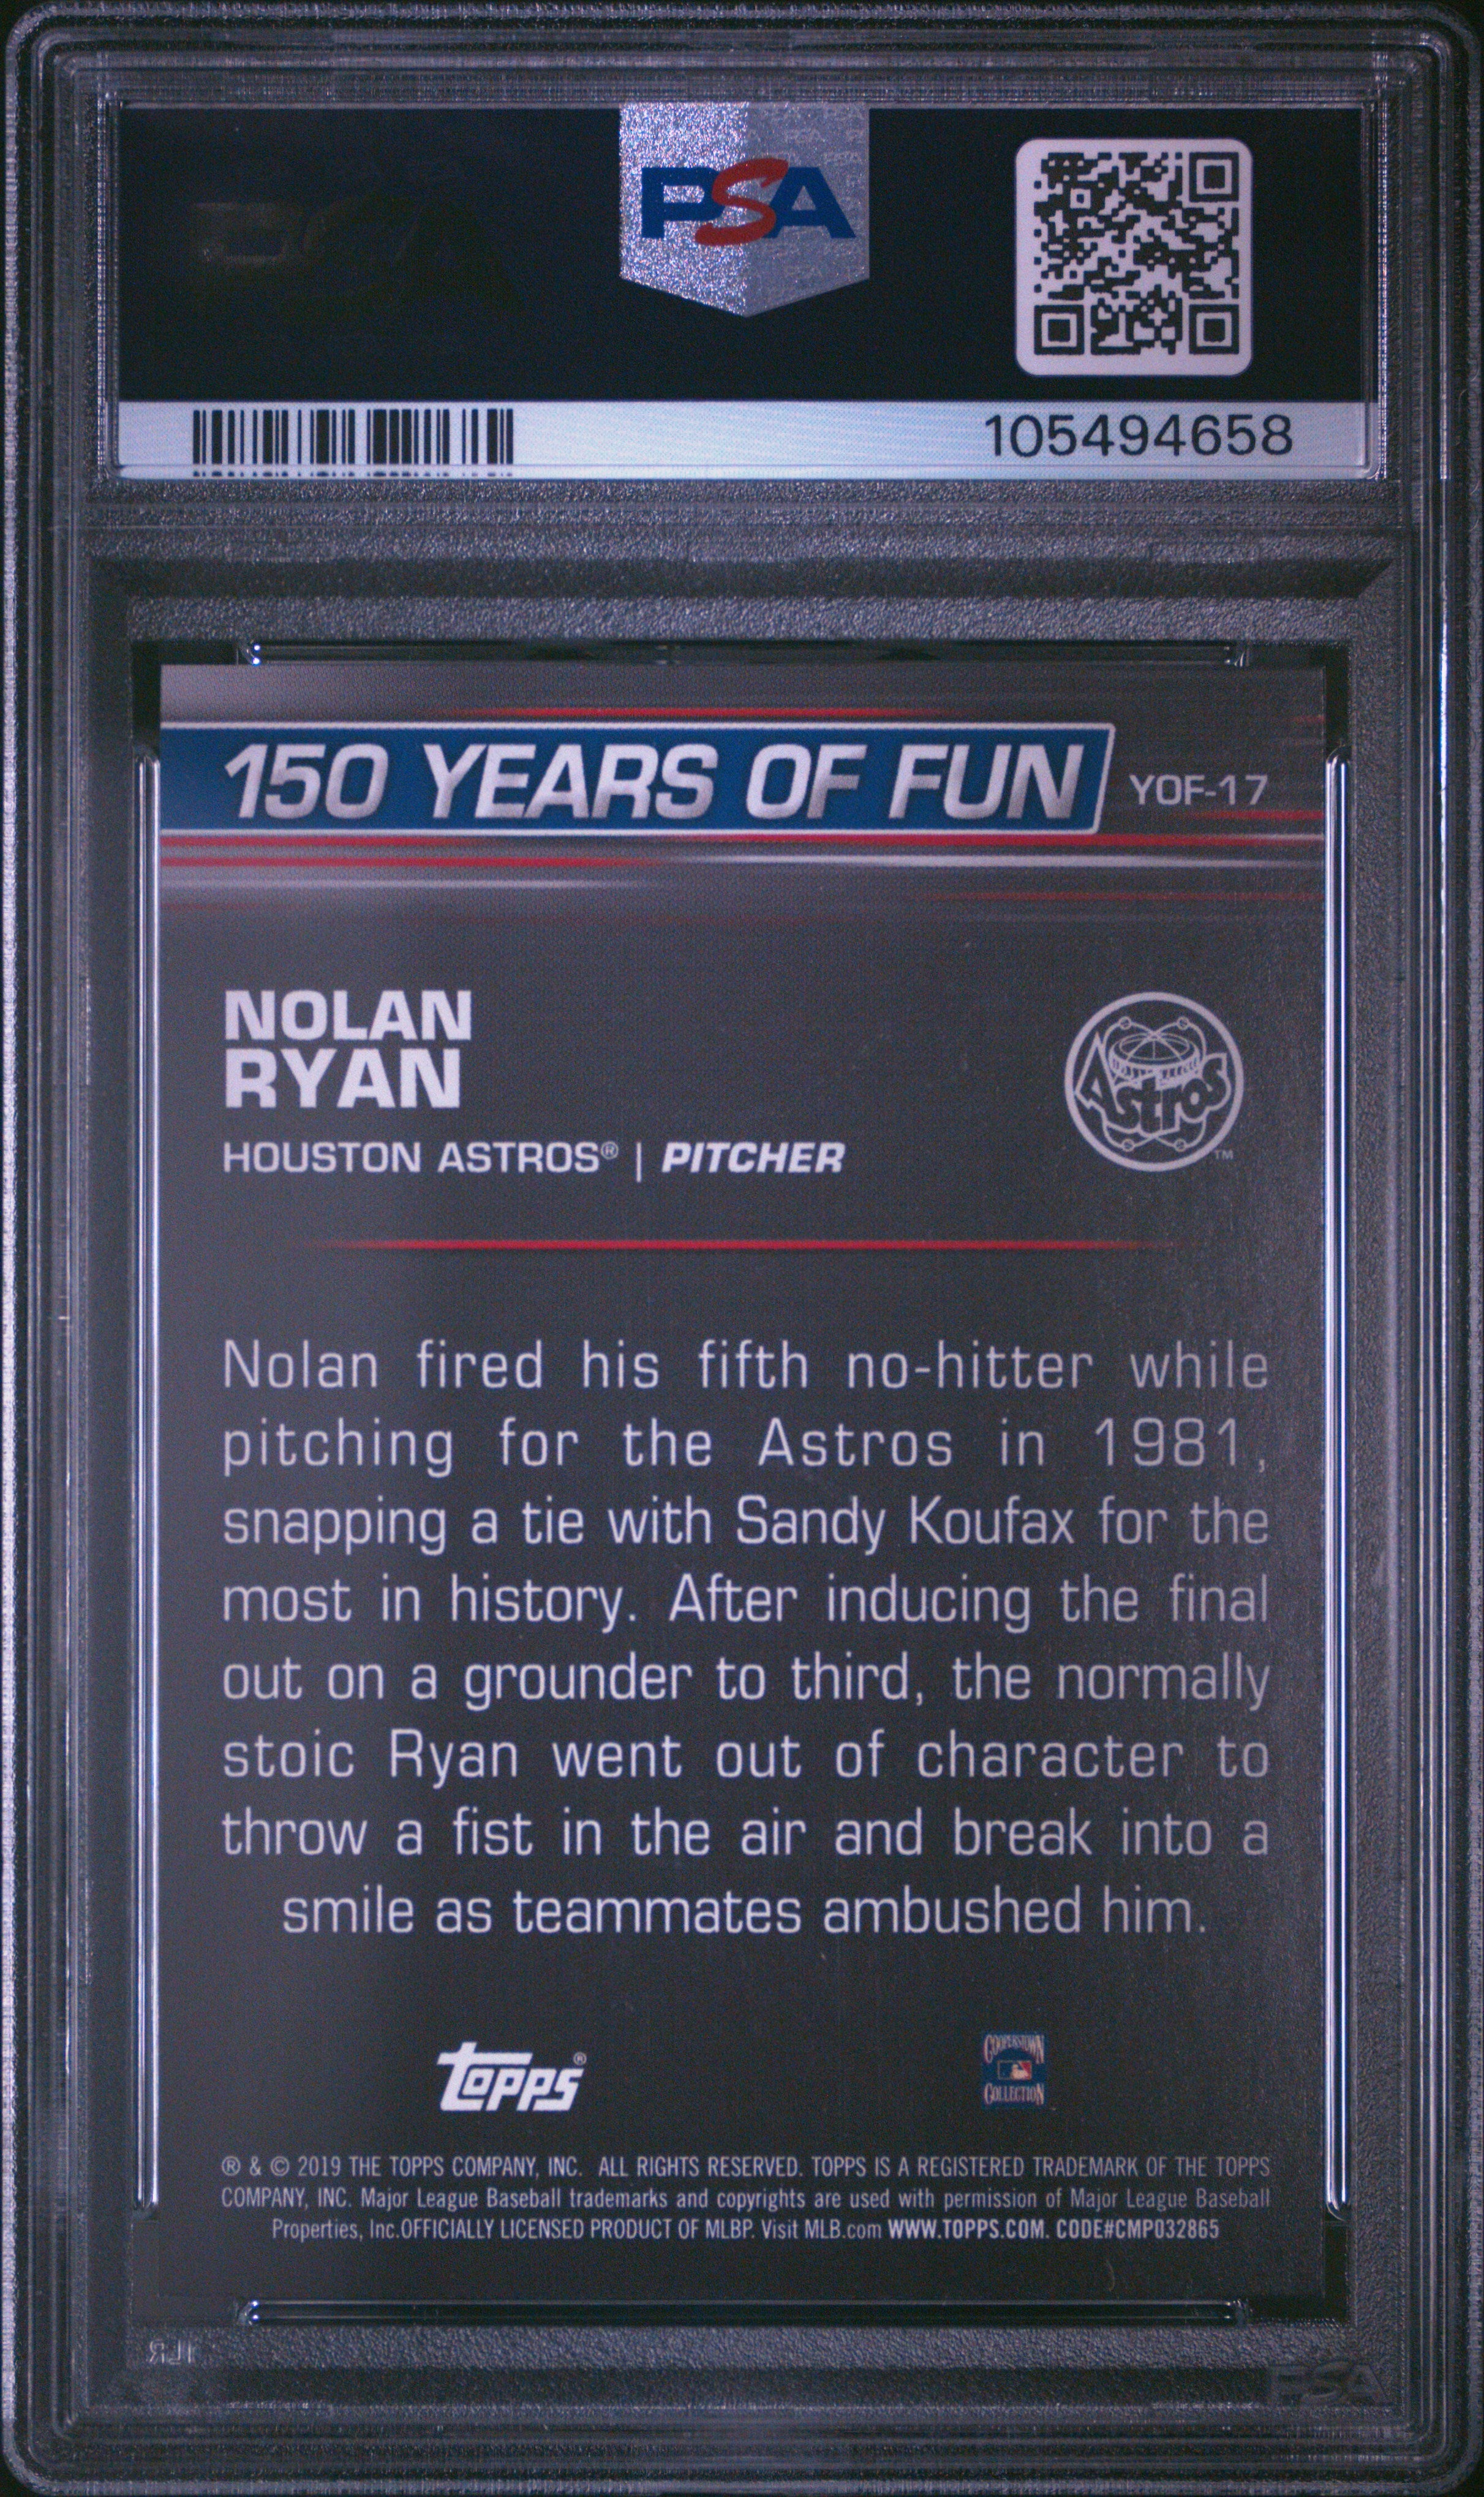 PSA
105494658
150 YEARS OF FUN YOF-17
NOLAN
RYAN
HOUSTON ASTROS® | PITCHER
Astros
TM
Nolan fired his fifth no-hitter while
pitching for the Astros in 1981,
snapping a tie with Sandy Koufax for the
most in history. After inducing the final
out on a grounder to third, the normally
stoic Ryan went out of character to
throw a fist in the air and break into a
smile as teammates ambushed him.
Topps®
COOPERSTOWN
COLLECTION
® & © 2019 THE TOPPS COMPANY, INC. ALL RIGHTS RESERVED. TOPPS IS A REGISTERED TRADEMARK OF THE TOPPS
COMPANY, INC. Major League Baseball trademarks and copyrights are used with permission of Major League Baseball
Properties, Inc.OFFICIALLY LICENSED PRODUCT OF MLBP. Visit MLB.com WWW.TOPPS.COM. CODE#CMP032865
PSA